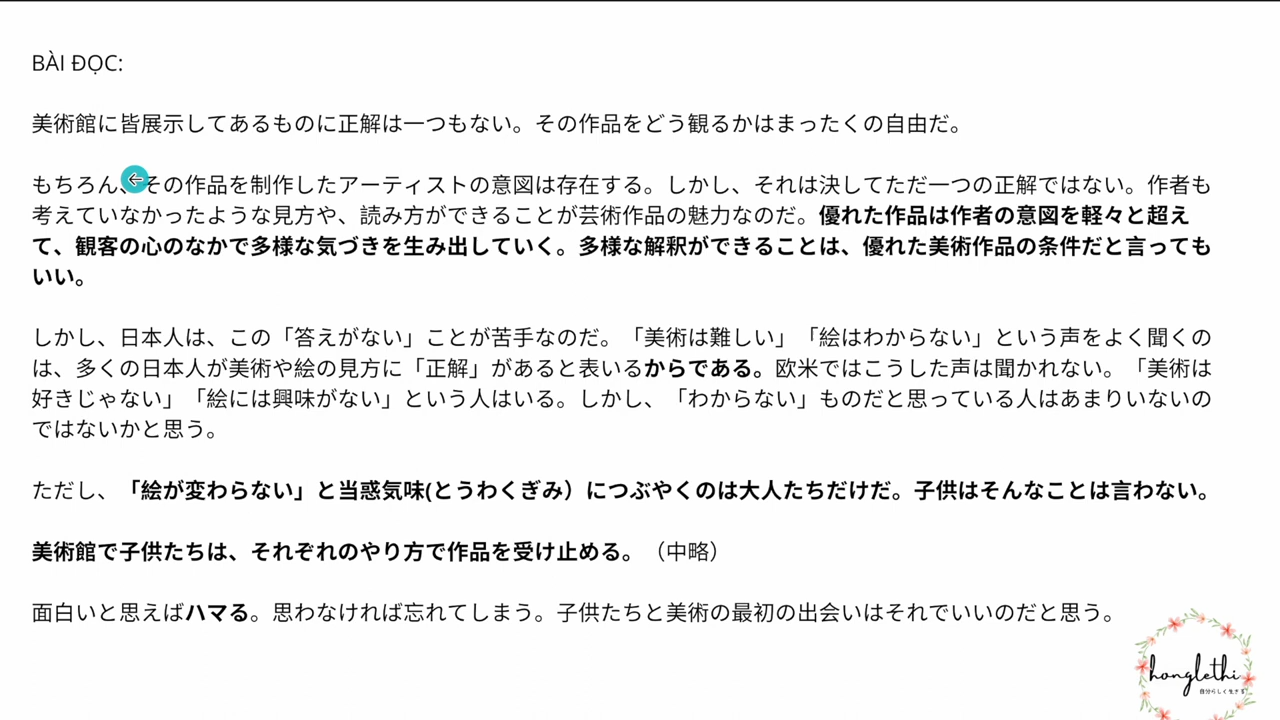 BÀI ĐỌC:
美術館に皆展示してあるものに正解は一つもない。その作品をどう観るかはまったくの自由だ。
もちろん、その作品を制作したアーティストの意図は存在する。しかし、それは決してただ一つの正解ではない。作者も
考えていなかったような見方や、読み方ができることが芸術作品の魅力なのだ。優れた作品は作者の意図を軽々と超え
て、観客の心のなかで多様な気づきを生み出していく。多様な解釈ができることは、優れた美術作品の条件だと言っても
いい。
しかし、日本人は、この「答えがない」ことが苦手なのだ。「美術は難しい」「絵はわからない」という声をよく聞くの
は、多くの日本人が美術や絵の見方に「正解」があると表いるからである。欧米ではこうした声は聞かれない。「美術は
好きじゃない」「絵には興味がない」という人はいる。しかし、「わからない」ものだと思っている人はあまりいないの
ではないかと思う。
ただし、「絵が変わらない」と当惑気味(とうわくぎみ）につぶやくのは大人たちだけだ。子供はそんなことは言わない。
美術館で子供たちは、それぞれのやり方で作品を受け止める。（中略）
面白いと思えばハマる。思わなければ忘れてしまう。子供たちと美術の最初の出会いはそれでいいのだと思う。
honglethi
自分らしく生きる